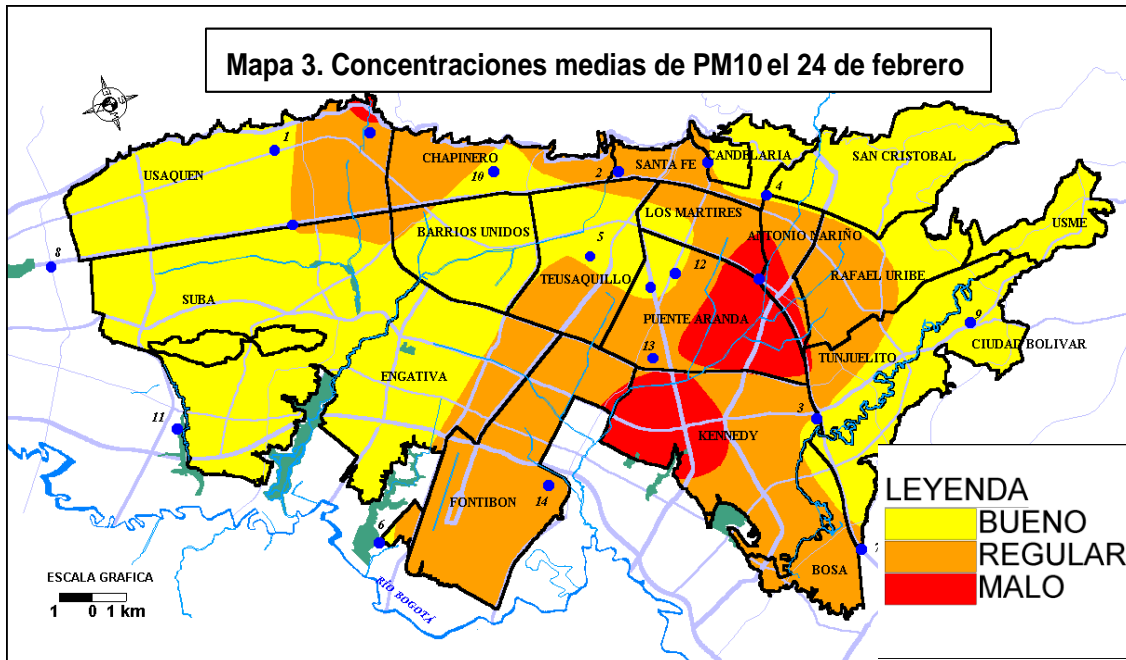 Mapa 3. Concentraciones medias de PM10 el 24 de febrero
1
USAQUEN
CHAPINERO
10
2
SANTA FE
CANDELARIA
SAN CRISTOBAL
4
LOS MARTIRES
USME
BARRIOS UNIDOS
ANTONIO NARIÑO
5
8
12
TEUSAQUILLO
RAFAEL URIBE
SUBA
PUENTE ARANDA
9
CIUDAD BOLIVAR
13
TUNJUELITO
ENGATIVA
3
11
KENNEDY
FONTIBON
14
6
7
BOSA
RÍO BOGOTÁ
ESCALA GRAFICA
1 0 1 km
LEYENDA
BUENO
REGULAR
MALO